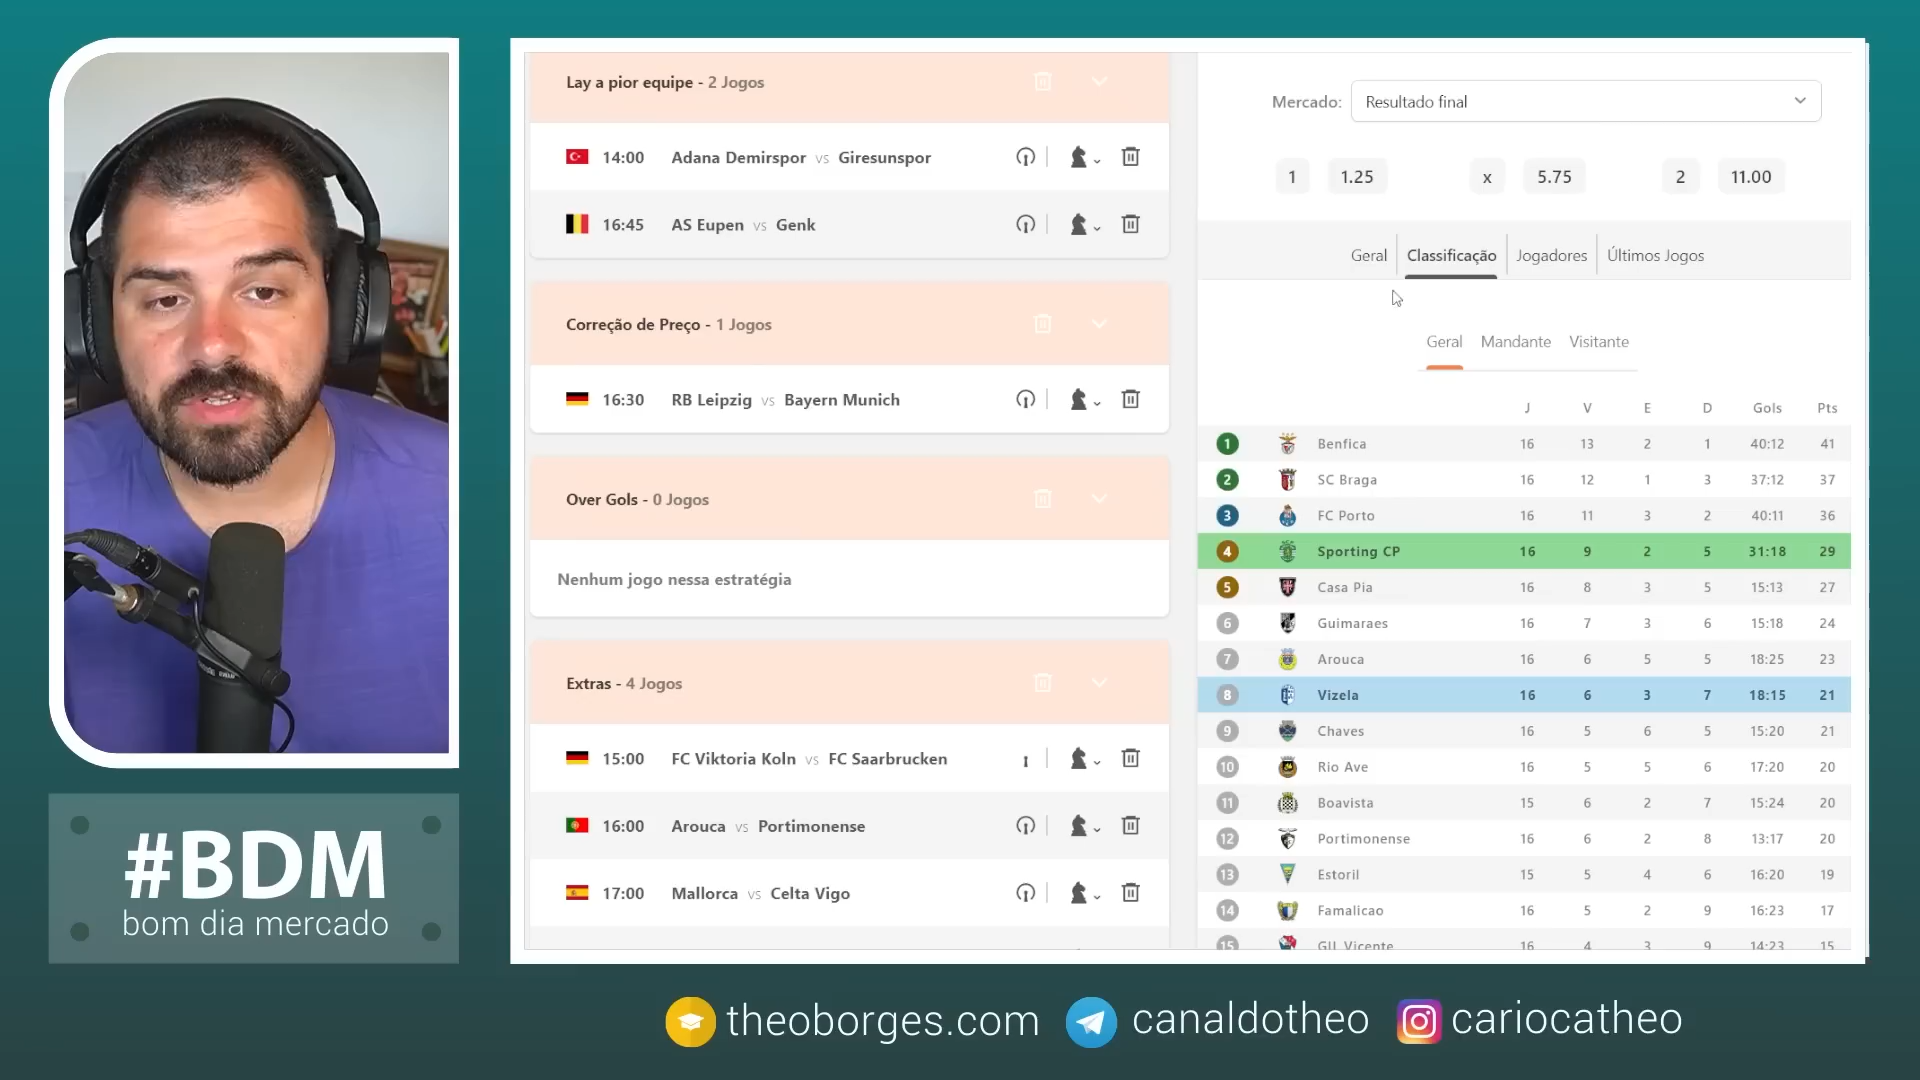 Lay a pior equipe - 2 Jogos
14:00 Adana Demirspor vs Giresunspor
16:45 AS Eupen vs Genk
Correção de Preço - 1 Jogos
16:30 RB Leipzig vs Bayern Munich
Over Gols - 0 Jogos
Nenhum jogo nessa estratégia
Extras - 4 Jogos
15:00 FC Viktoria Koln vs FC Saarbrucken
16:00 Arouca vs Portimonense
17:00 Mallorca vs Celta Vigo
Mercado: Resultado final
1 1.25 x 5.75 2 11.00
Geral Classificação Jogadores Últimos Jogos
Geral Mandante Visitante
J V E D Gols Pts
1 Benfica 16 13 2 1 40:12 41
2 SC Braga 16 12 1 3 37:12 37
3 FC Porto 16 11 3 2 40:11 36
4 Sporting CP 16 9 2 5 31:18 29
5 Casa Pia 16 8 3 5 15:13 27
6 Guimaraes 16 7 3 6 15:18 24
7 Arouca 16 6 5 5 18:25 23
8 Vizela 16 6 3 7 18:15 21
9 Chaves 16 5 6 5 15:20 21
10 Rio Ave 16 5 5 6 17:20 20
11 Boavista 15 6 2 7 15:24 20
12 Portimonense 16 6 2 8 13:17 20
13 Estoril 15 5 4 6 16:20 19
14 Famalicao 16 5 2 9 16:23 17
15 GIL Vicente 16 4 3 9 14:23 15
#BDM
bom dia mercado
theoborges.com canaldotheo cariocatheo